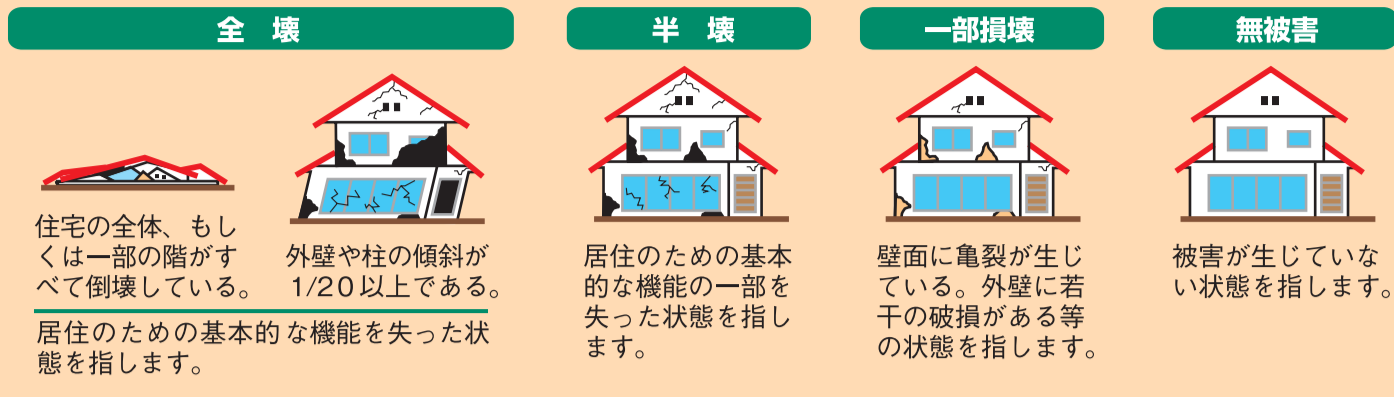 全 壊
住宅の全体、もし
くは一部の階がす
べて倒壊している。
外壁や柱の傾斜が
1/20以上である。
居住のための基本的な機能を失った状
態を指します。
半 壊
居住のための基本
的な機能の一部を
失った状態を指し
ます。
一部損壊
壁面に亀裂が生じ
ている。外壁に若
干の破損がある等
の状態を指します。
無被害
被害が生じていな
い状態を指します。